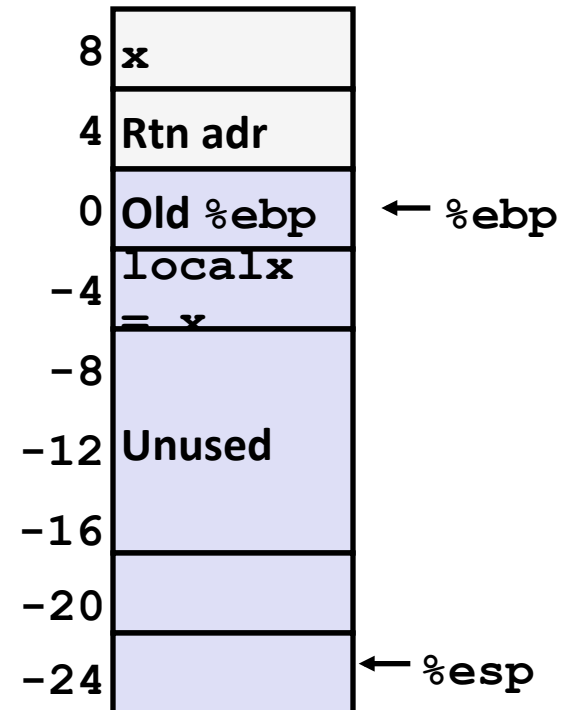 8 x
4 Rtn adr
0 Old %ebp ← %ebp
localx
-4
= x
-8
-12 Unused
-16
-20
-24 ← %esp